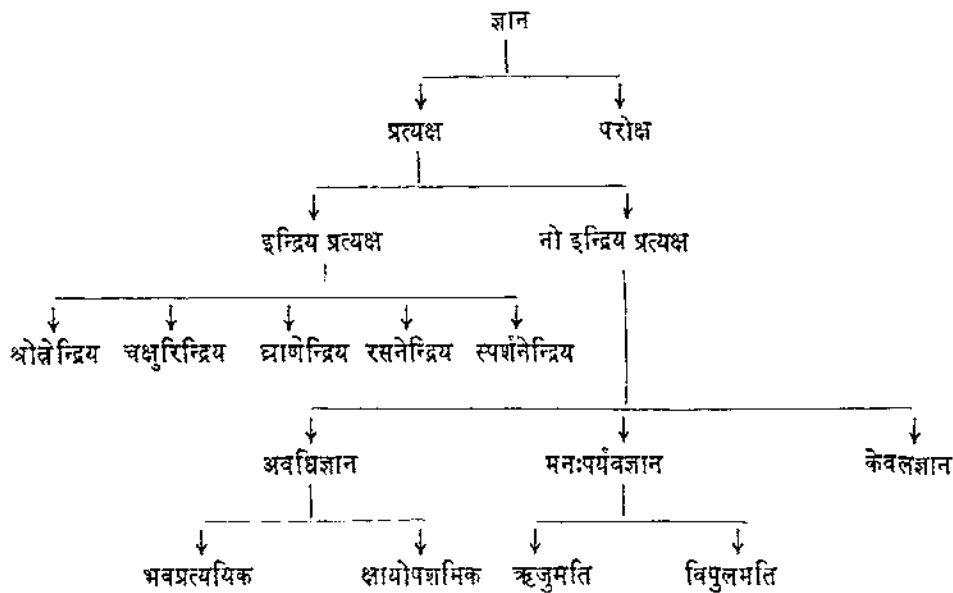 ज्ञान
प्रत्यक्ष परोक्ष
इन्द्रिय प्रत्यक्ष नो इन्द्रिय प्रत्यक्ष
श्रोत्रेन्द्रिय चक्षुरिन्द्रिय घ्राणेन्द्रिय रसनेन्द्रिय स्पर्शनेन्द्रिय
अवधिज्ञान मनःपर्यवज्ञान केवलज्ञान
भवप्रत्ययिक क्षायोपशमिक ऋजुमति विपुलमति